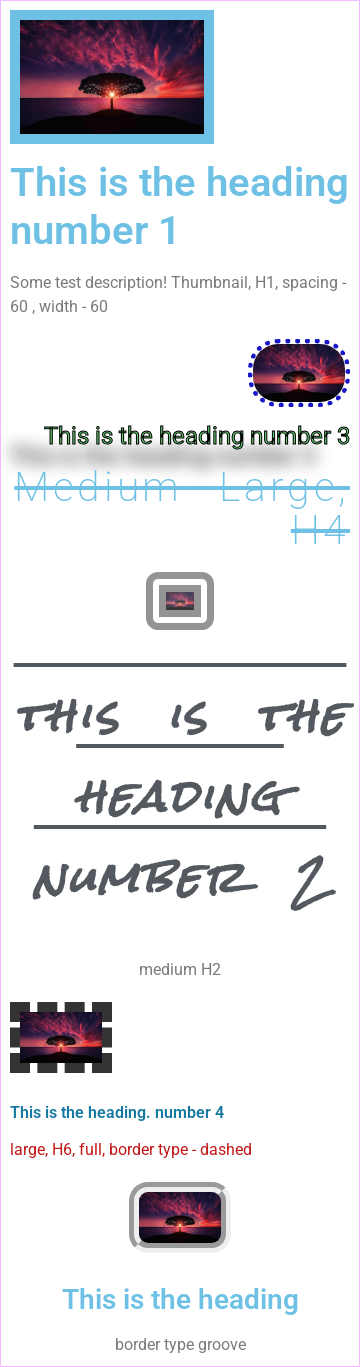 This is the heading
number 1
Some test description! Thumbnail, H1, spacing -
60 , width - 60
This is the heading number 3
Medium Large,
H4
this is the
heading
number 2
medium H2
This is the heading. number 4
large, H6, full, border type - dashed
This is the heading
border type groove